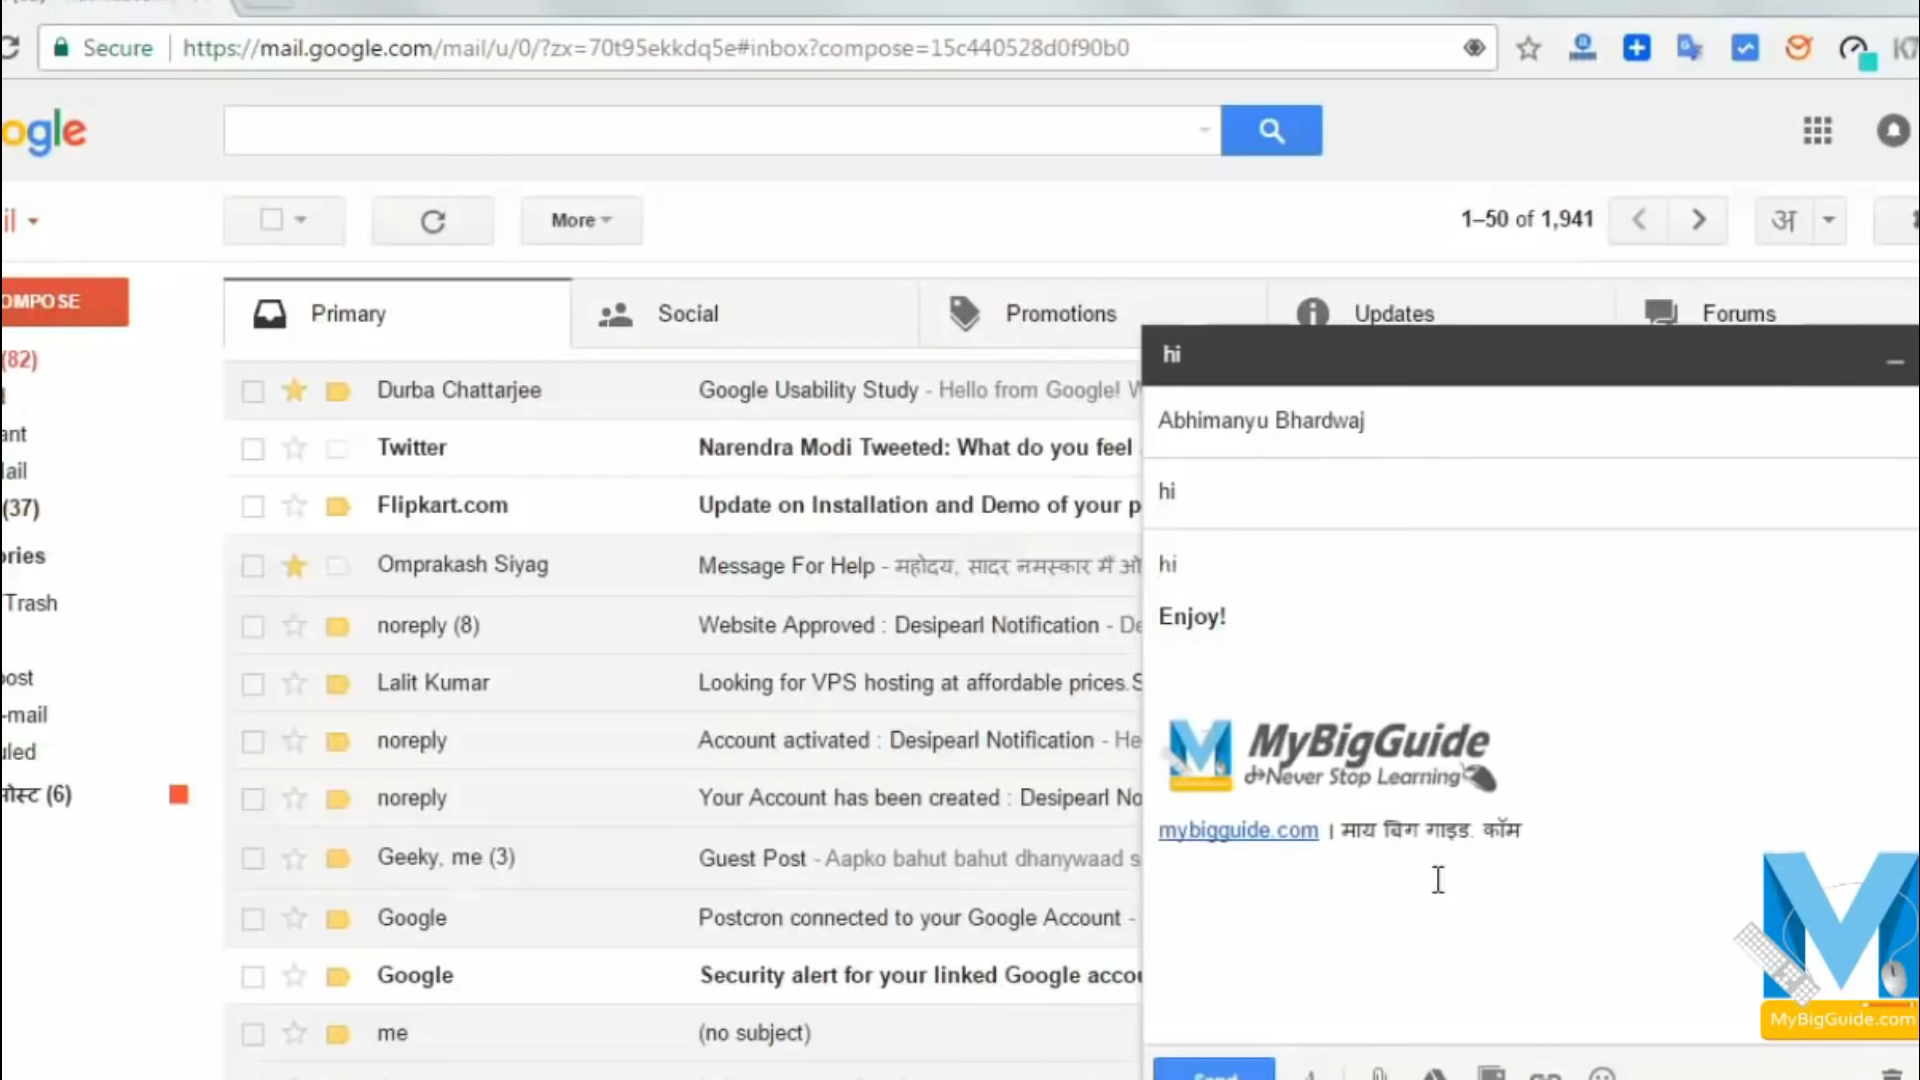 Secure https://mail.google.com/mail/u/0/?zx=70t95ekkdq5e#inbox?compose=15c440528d0f90b0
ogle
il
More
1–50 of 1,941
अ
OMPOSE
Primary
Social
Promotions
Updates
Forums
(82)
ant
ail
(37)
ories
Trash
ost
-mail
uled
(6)
Durba Chattarjee Google Usability Study - Hello from Google! W
Twitter Narendra Modi Tweeted: What do you feel
Flipkart.com Update on Installation and Demo of your p
Omprakash Siyag Message For Help - महोदय, सादर नमस्कार मैं ओ
noreply (8) Website Approved : Desipearl Notification - De
Lalit Kumar Looking for VPS hosting at affordable prices.S
noreply Account activated : Desipearl Notification - He
noreply Your Account has been created : Desipearl No
Geeky, me (3) Guest Post - Aapko bahut bahut dhanywaad s
Google Postcron connected to your Google Account -
Google Security alert for your linked Google accou
me (no subject)
hi
Abhimanyu Bhardwaj
hi
hi
Enjoy!
MyBigGuide
Never Stop Learning
mybigguide.com | माय बिग गाइड. कॉम
MyBigGuide.com
Send